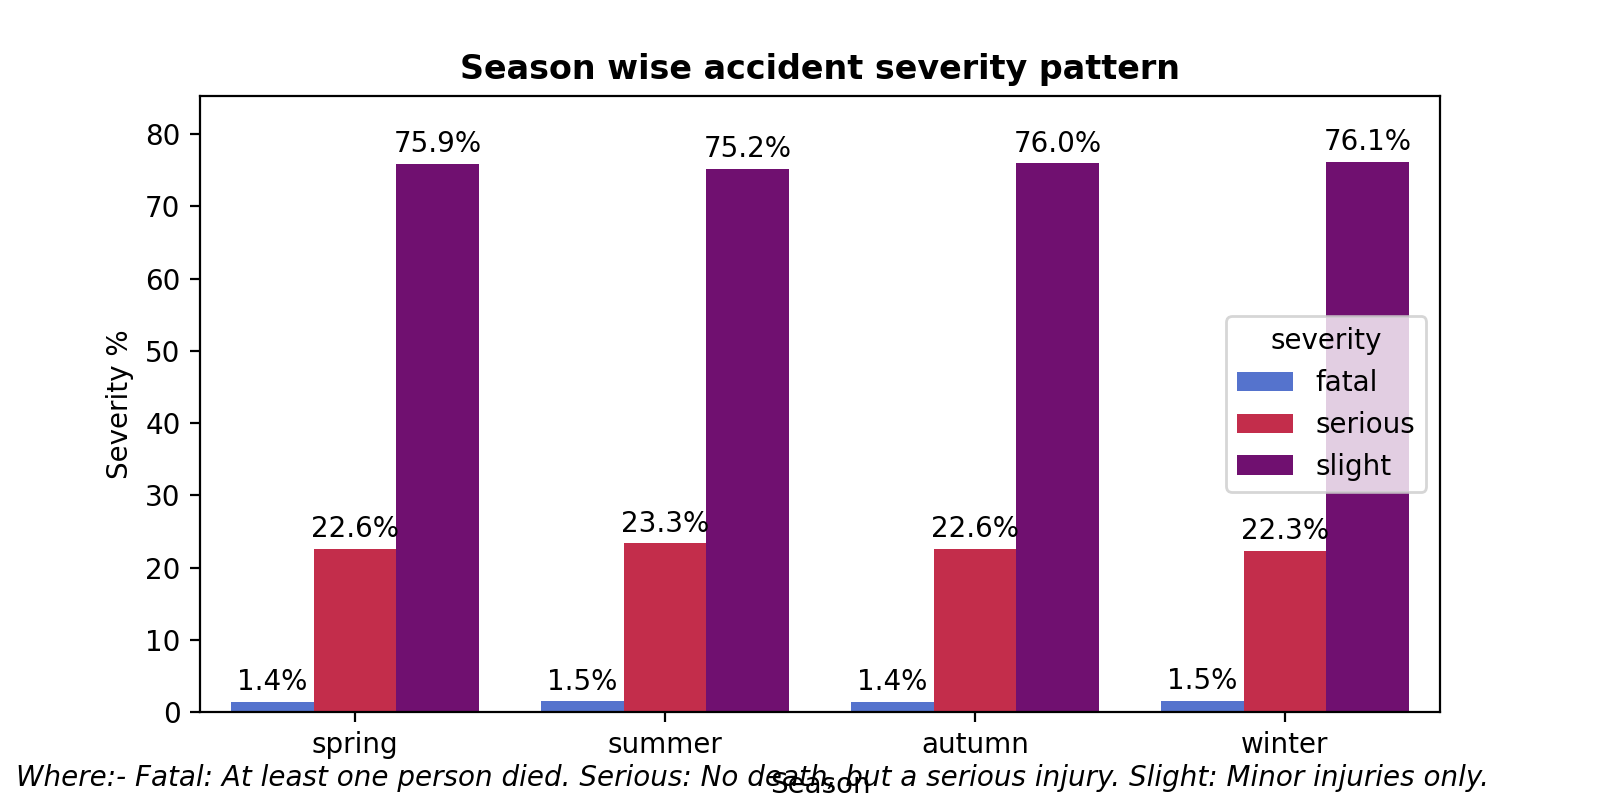 Season wise accident severity pattern
Severity %
80
70
60
50
40
30
20
10
0
75.9%
75.2%
76.0%
76.1%
22.6%
23.3%
22.6%
22.3%
1.4%
1.5%
1.4%
1.5%
severity
fatal
serious
slight
spring summer autumn winter
Season
Where:- Fatal: At least one person died. Serious: No death, but a serious injury. Slight: Minor injuries only.